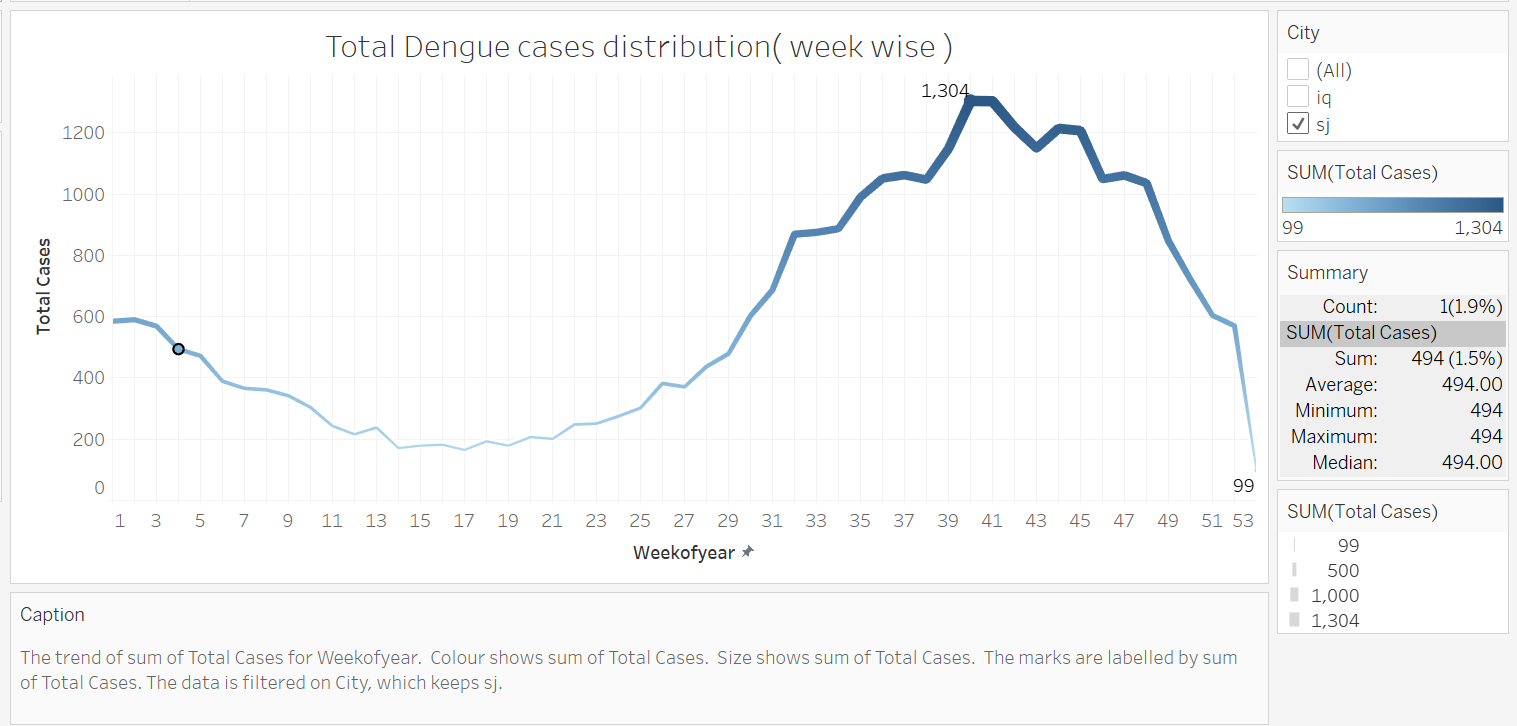 Total Dengue cases distribution( week wise )
1,304
1200
1000
800
600
400
200
0
Total Cases
99
1 3 5 7 9 11 13 15 17 19 21 23 25 27 29 31 33 35 37 39 41 43 45 47 49 51 53
Weekofyear
City
(All)
iq
sj
SUM(Total Cases)
99 1,304
Summary
Count: 1(1.9%)
SUM(Total Cases)
Sum: 494 (1.5%)
Average: 494.00
Minimum: 494
Maximum: 494
Median: 494.00
SUM(Total Cases)
99
500
1,000
1,304
Caption
The trend of sum of Total Cases for Weekofyear. Colour shows sum of Total Cases. Size shows sum of Total Cases. The marks are labelled by sum
of Total Cases. The data is filtered on City, which keeps sj.